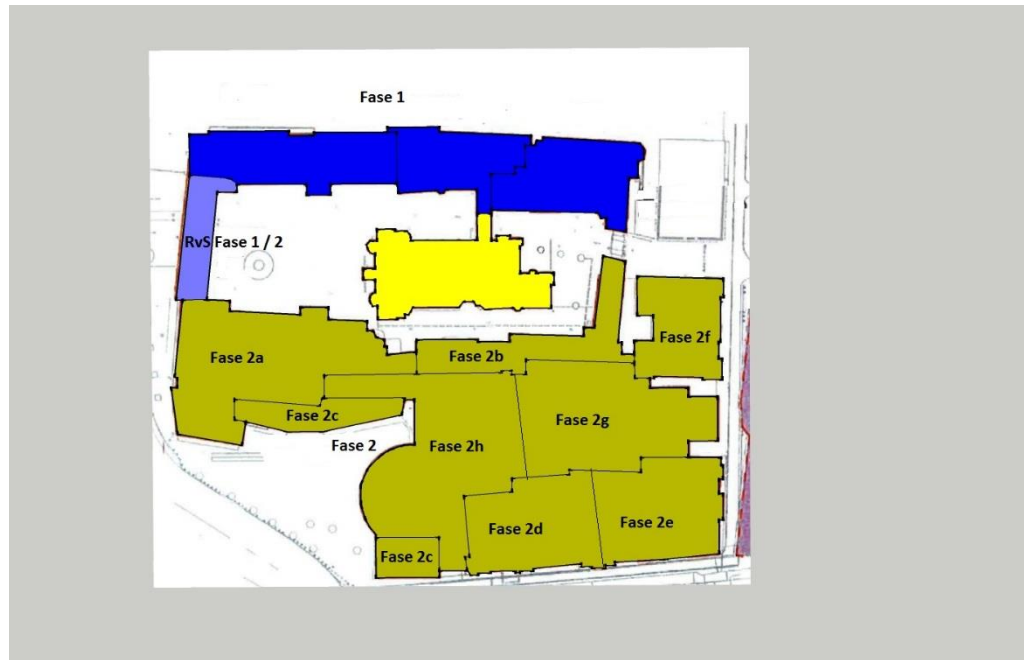 Fase 1
RvS Fase 1 / 2
Fase 2f
Fase 2a
Fase 2b
Fase 2c
Fase 2g
Fase 2
Fase 2h
Fase 2d
Fase 2e
Fase 2c